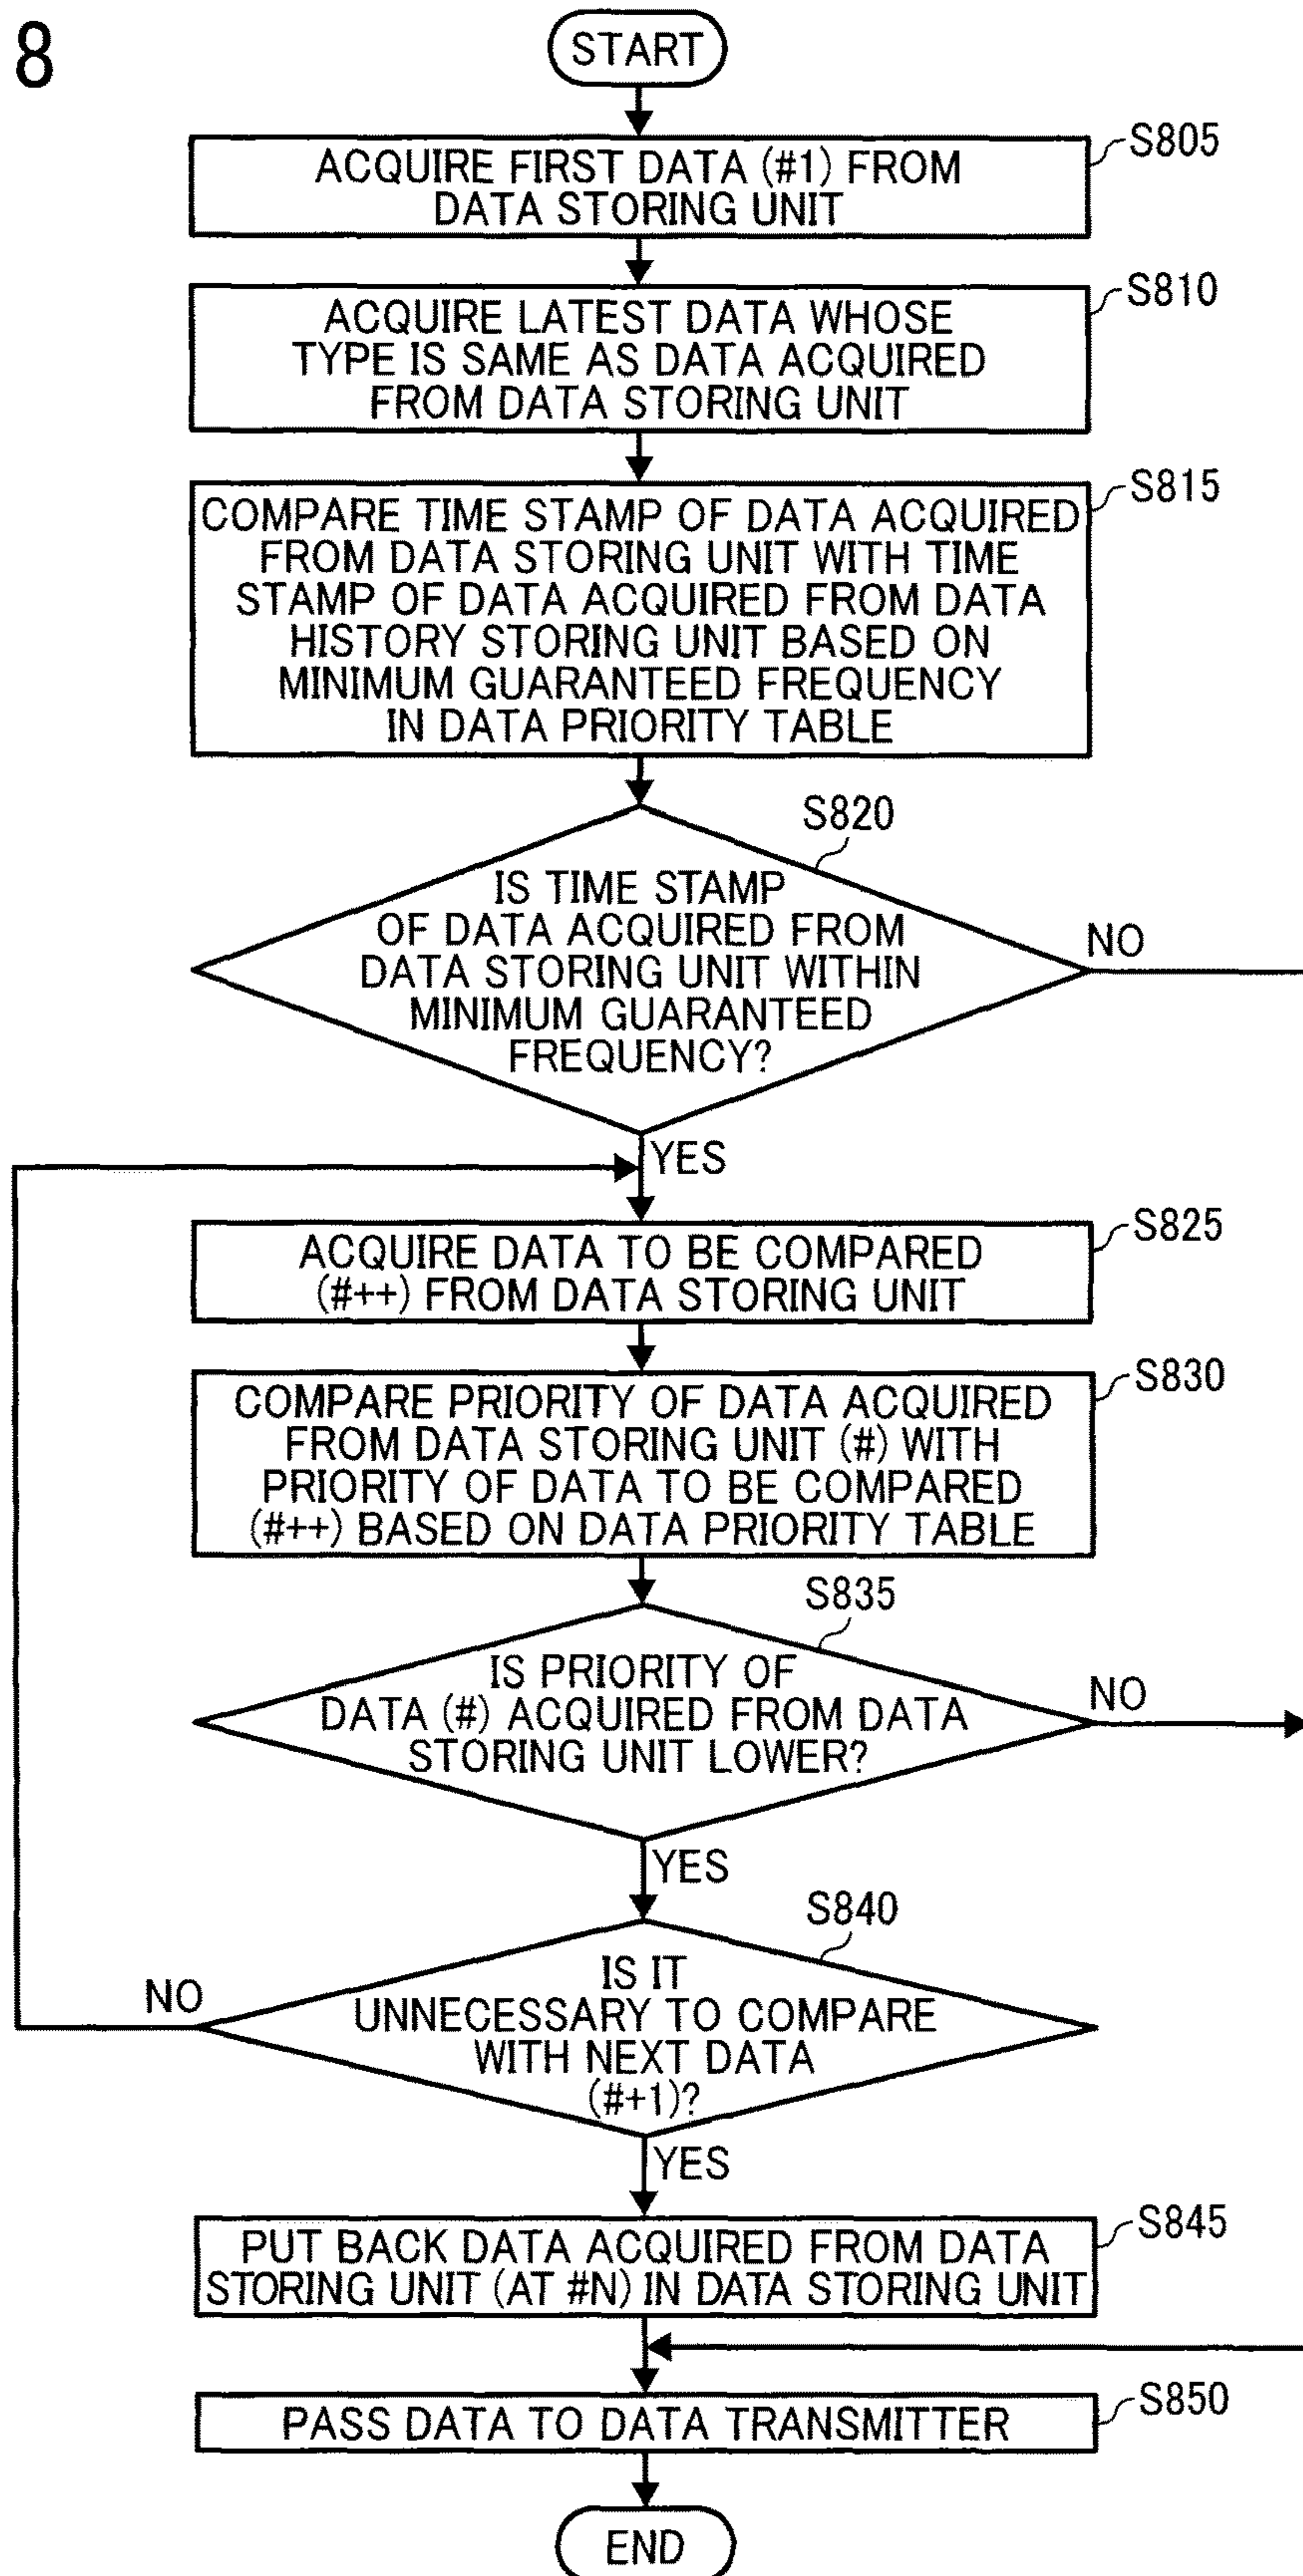 8
START
S805
ACQUIRE FIRST DATA (#1) FROM
DATA STORING UNIT
S810
ACQUIRE LATEST DATA WHOSE
TYPE IS SAME AS DATA ACQUIRED
FROM DATA STORING UNIT
S815
COMPARE TIME STAMP OF DATA ACQUIRED
FROM DATA STORING UNIT WITH TIME
STAMP OF DATA ACQUIRED FROM DATA
HISTORY STORING UNIT BASED ON
MINIMUM GUARANTEED FREQUENCY
IN DATA PRIORITY TABLE
S820
IS TIME STAMP
OF DATA ACQUIRED FROM
DATA STORING UNIT WITHIN
MINIMUM GUARANTEED
FREQUENCY?
NO
YES
S825
ACQUIRE DATA TO BE COMPARED
(#++) FROM DATA STORING UNIT
S830
COMPARE PRIORITY OF DATA ACQUIRED
FROM DATA STORING UNIT (#) WITH
PRIORITY OF DATA TO BE COMPARED
(#++) BASED ON DATA PRIORITY TABLE
S835
IS PRIORITY OF
DATA (#) ACQUIRED FROM DATA
STORING UNIT LOWER?
NO
YES
S840
IS IT
UNNECESSARY TO COMPARE
WITH NEXT DATA
(#+1)?
NO
YES
S845
PUT BACK DATA ACQUIRED FROM DATA
STORING UNIT (AT #N) IN DATA STORING UNIT
S850
PASS DATA TO DATA TRANSMITTER
END